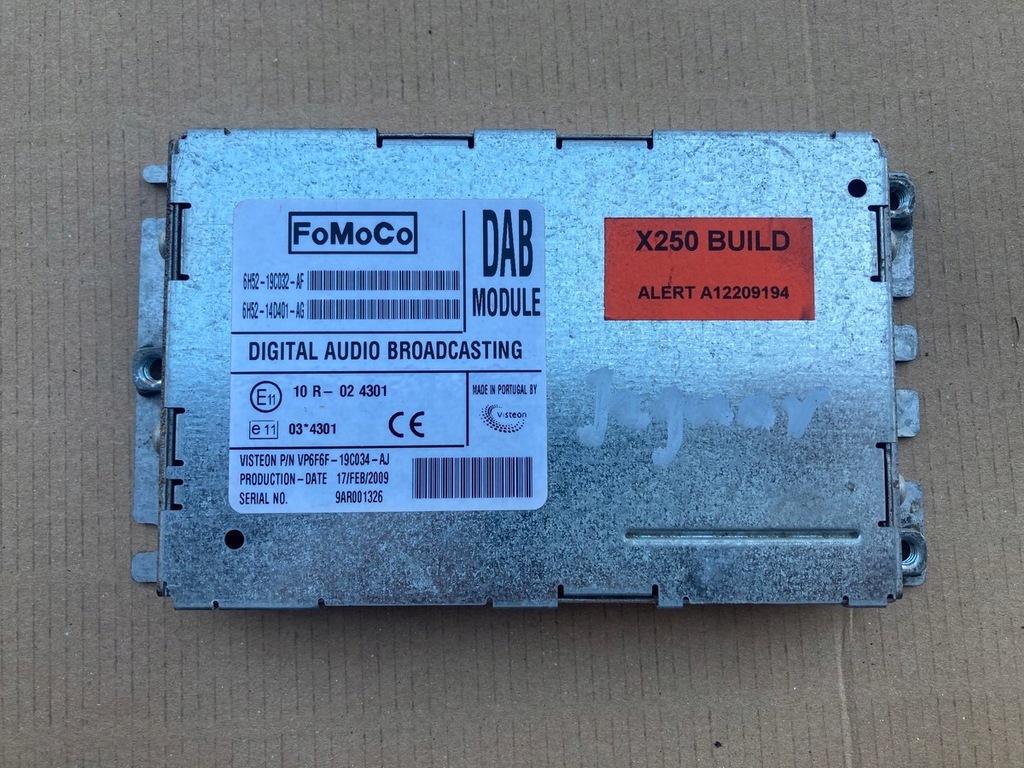 FoMoCo
6H52-19C032-AF
6H52-14D401-AG
DAB
MODULE
DIGITAL AUDIO BROADCASTING
E11
10 R- 02 4301
e 11
03*4301
CE
MADE IN PORTUGAL BY
Visteon
VISTEON P/N VP6F6F-19C034-AJ
PRODUCTION-DATE 17/FEB/2009
SERIAL NO. 9AR001326
X250 BUILD
ALERT A12209194
Jaguar